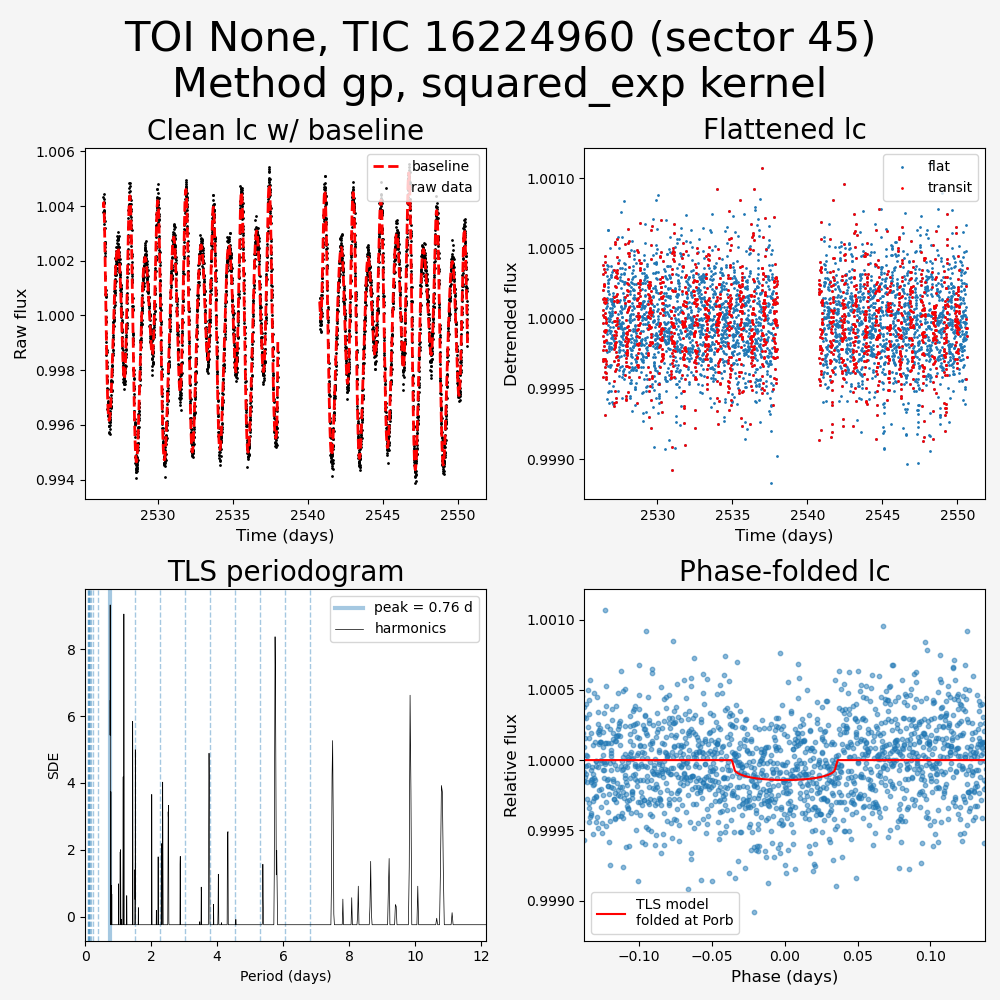 TOI None, TIC 16224960 (sector 45)
Method gp, squared_exp kernel
Clean lc w/ baseline
1.006
1.004
1.002
1.000
0.998
0.996
0.994
Raw flux
2530
2535
2540
2545
2550
Time (days)
baseline
raw data
Flattened lc
1.0010
1.0005
1.0000
0.9995
0.9990
Detrended flux
2530
2535
2540
2545
2550
Time (days)
flat
transit
TLS periodogram
8
6
4
2
0
SDE
0
2
4
6
8
10
12
Period (days)
peak = 0.76 d
harmonics
Phase-folded lc
1.0010
1.0005
1.0000
0.9995
0.9990
Relative flux
−0.10
−0.05
0.00
0.05
0.10
Phase (days)
TLS model
folded at Porb